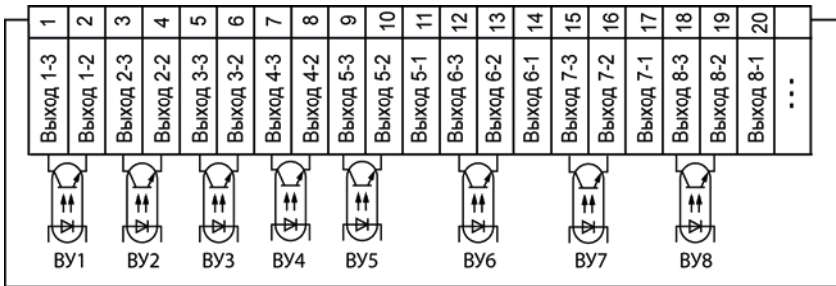 1 2 3 4 5 6 7 8 9 10 11 12 13 14 15 16 17 18 19 20
Выход 1-3
Выход 1-2
Выход 2-3
Выход 2-2
Выход 3-3
Выход 3-2
Выход 4-3
Выход 4-2
Выход 5-3
Выход 5-2
Выход 5-1
Выход 6-3
Выход 6-2
Выход 6-1
Выход 7-3
Выход 7-2
Выход 7-1
Выход 8-3
Выход 8-2
Выход 8-1
...
ВУ1 ВУ2 ВУ3 ВУ4 ВУ5 ВУ6 ВУ7 ВУ8